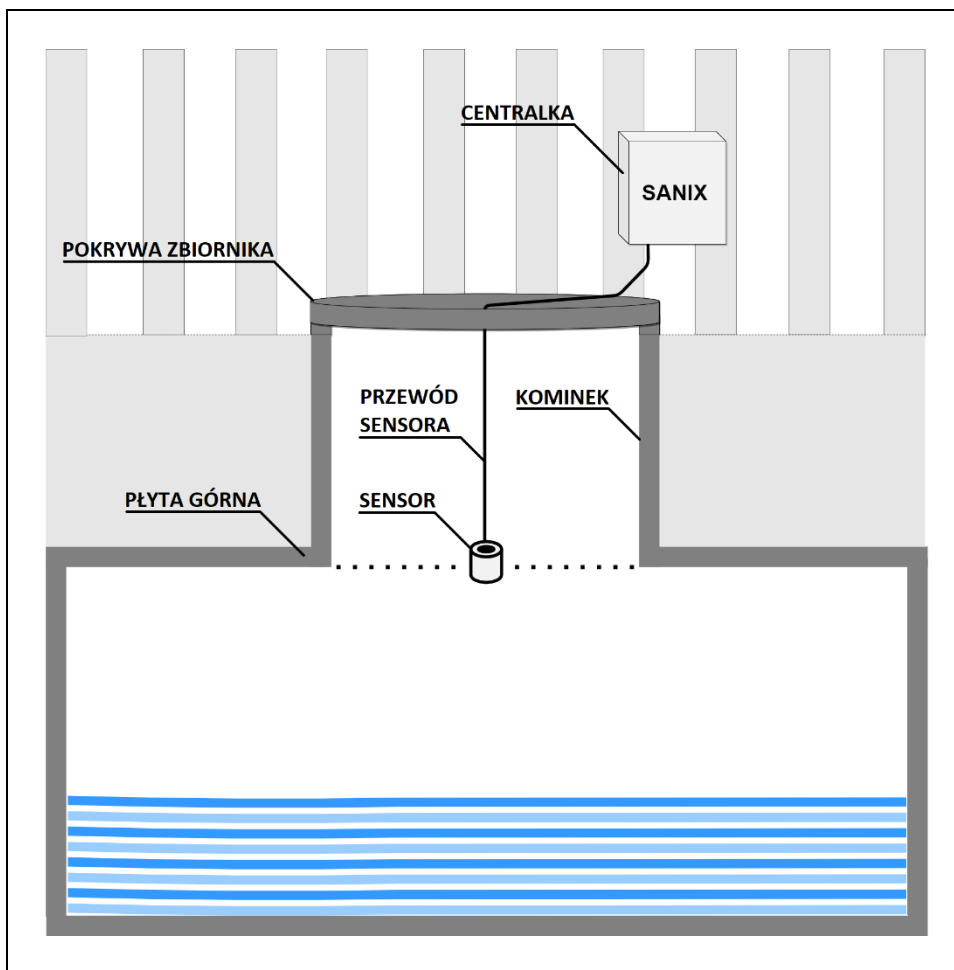 CENTRALKA
SANIX
POKRYWA ZBIORNIKA
PRZEWÓD
SENSORA
KOMINEK
PŁYTA GÓRNA
SENSOR